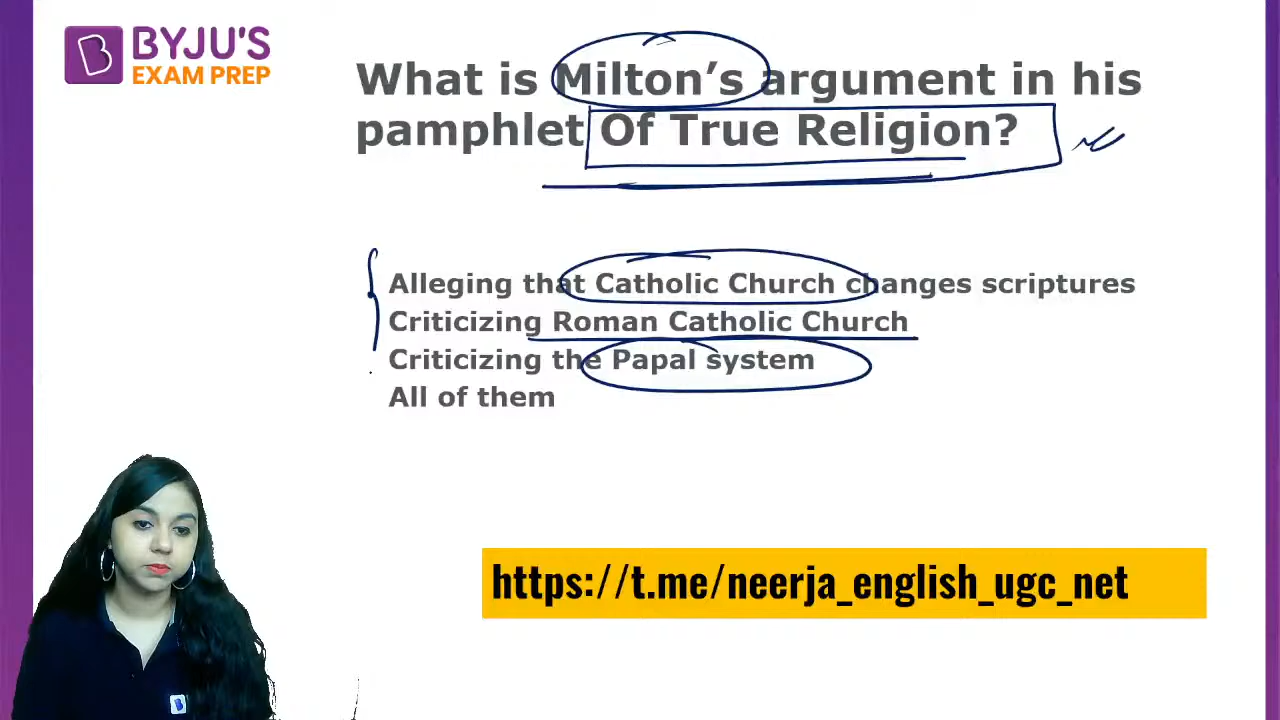 BYJU'S
EXAM PREP
What is Milton’s argument in his
pamphlet Of True Religion?
Alleging that Catholic Church changes scriptures
Criticizing Roman Catholic Church
Criticizing the Papal system
All of them
https://t.me/neerja_english_ugc_net